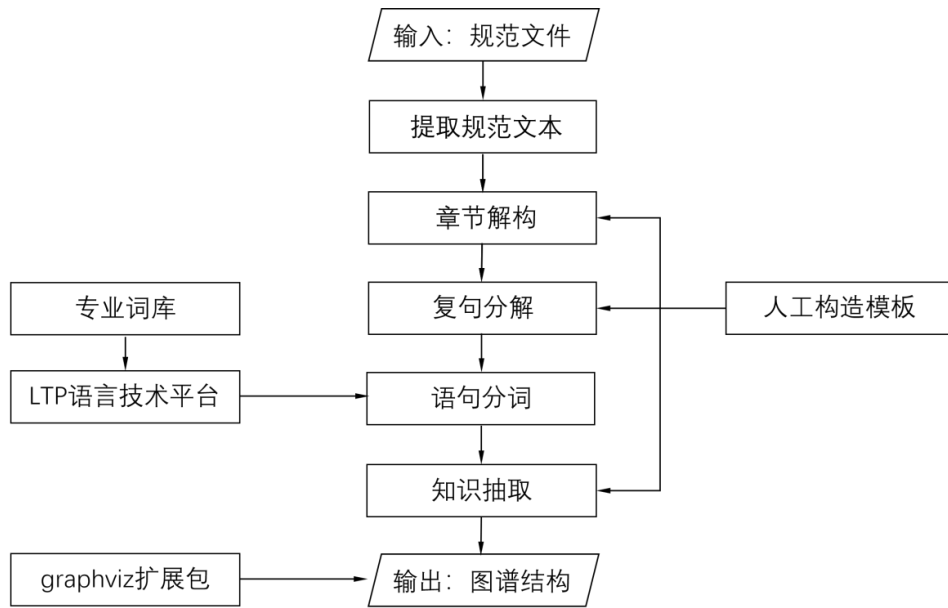 输入：规范文件
提取规范文本
章节解构
专业词库
复句分解
人工构造模板
LTP语言技术平台
语句分词
知识抽取
graphviz扩展包
输出：图谱结构